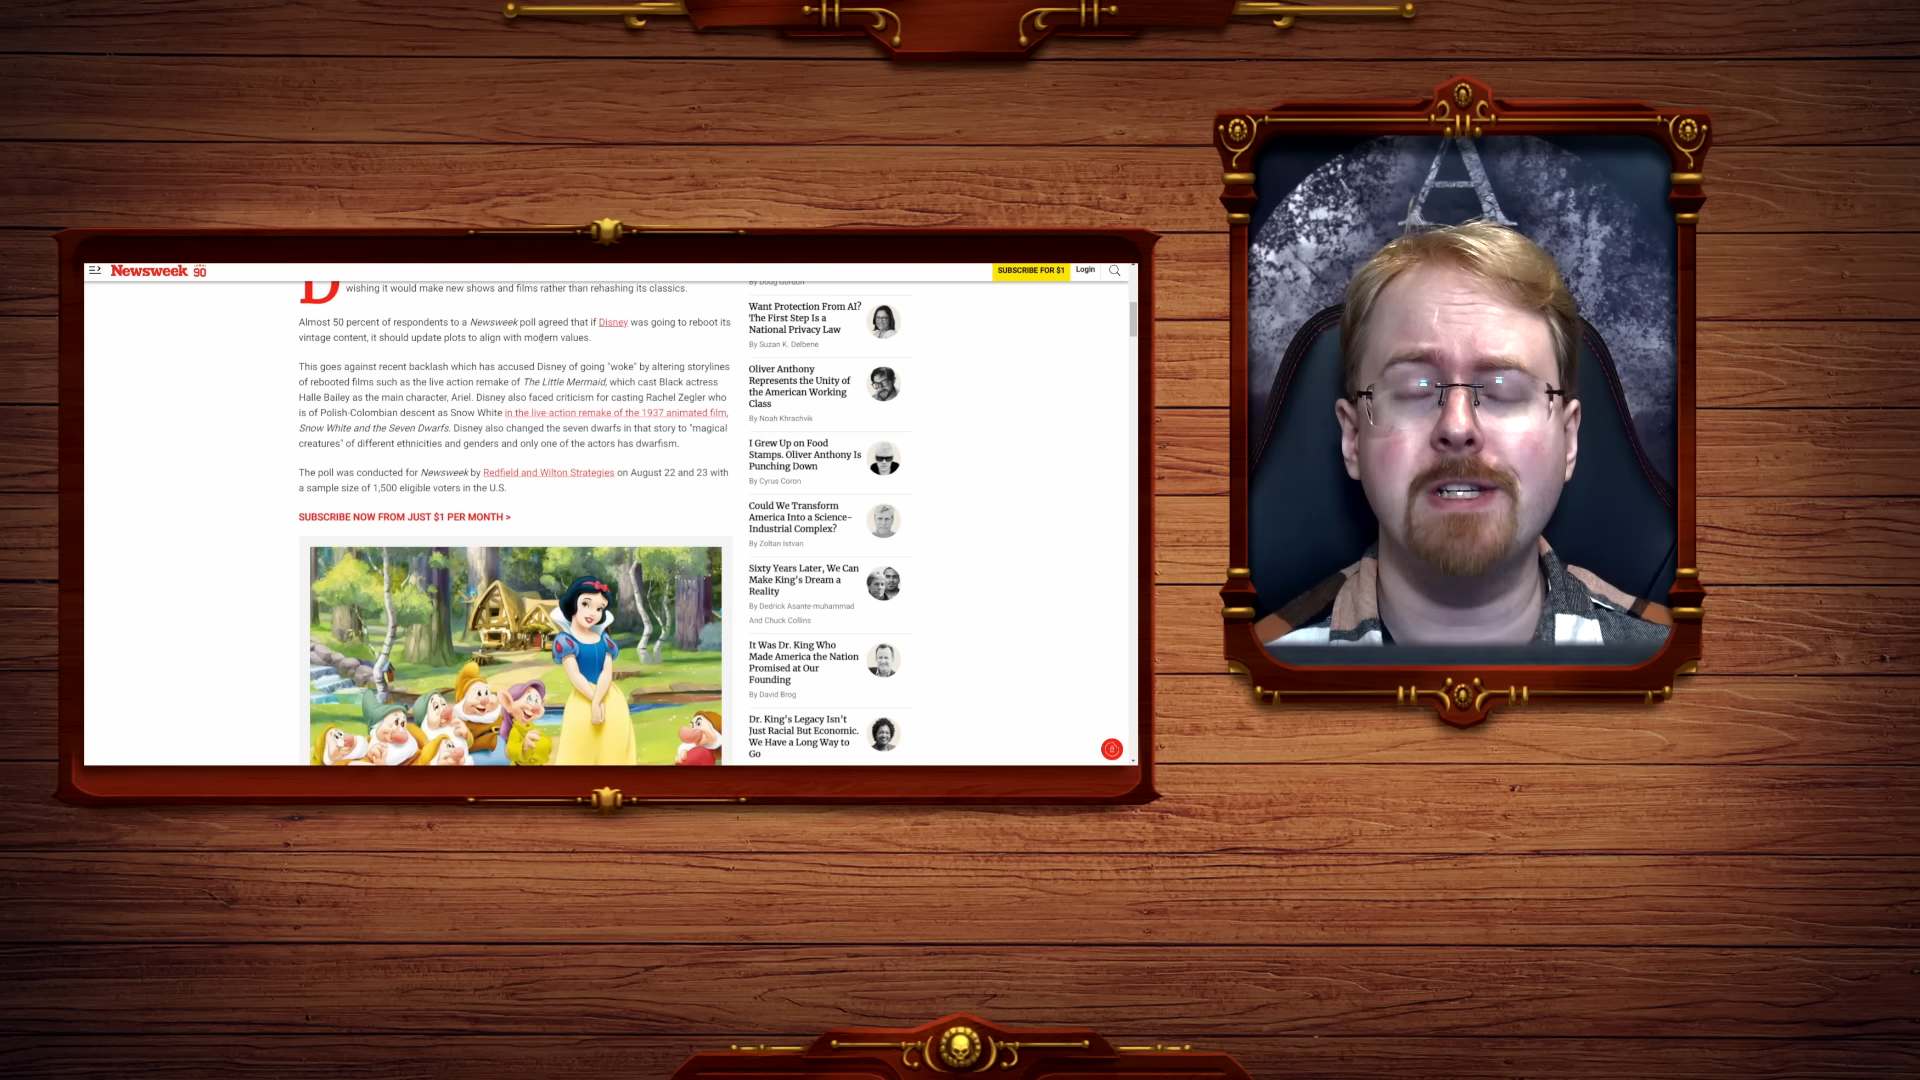 Newsweek 90
SUBSCRIBE FOR $1
Login
wishing it would make new shows and films rather than rehashing its classics.
Almost 50 percent of respondents to a Newsweek poll agreed that if Disney was going to reboot its
vintage content, it should update plots to align with modern values.
This goes against recent backlash which has accused Disney of going "woke" by altering storylines
of rebooted films such as the live action remake of The Little Mermaid, which cast Black actress
Halle Bailey as the main character, Ariel. Disney also faced criticism for casting Rachel Zegler who
is of Polish-Colombian descent as Snow White in the live-action remake of the 1937 animated film,
Snow White and the Seven Dwarfs. Disney also changed the seven dwarfs in that story to "magical
creatures" of different ethnicities and genders and only one of the actors has dwarfism.
The poll was conducted for Newsweek by Redfield and Wilton Strategies on August 22 and 23 with
a sample size of 1,500 eligible voters in the U.S.
SUBSCRIBE NOW FROM JUST $1 PER MONTH >
By Doug Gordon
Want Protection From AI?
The First Step Is a
National Privacy Law
By Suzan K. Delbene
Oliver Anthony
Represents the Unity of
the American Working
Class
By Noah Khrachvik
I Grew Up on Food
Stamps. Oliver Anthony Is
Punching Down
By Cyrus Coron
Could We Transform
America Into a Science-
Industrial Complex?
By Zoltan Istvan
Sixty Years Later, We Can
Make King's Dream a
Reality
By Dedrick Asante-muhammad
And Chuck Collins
It Was Dr. King Who
Made America the Nation
Promised at Our
Founding
By David Brog
Dr. King's Legacy Isn't
Just Racial But Economic.
We Have a Long Way to
Go
A